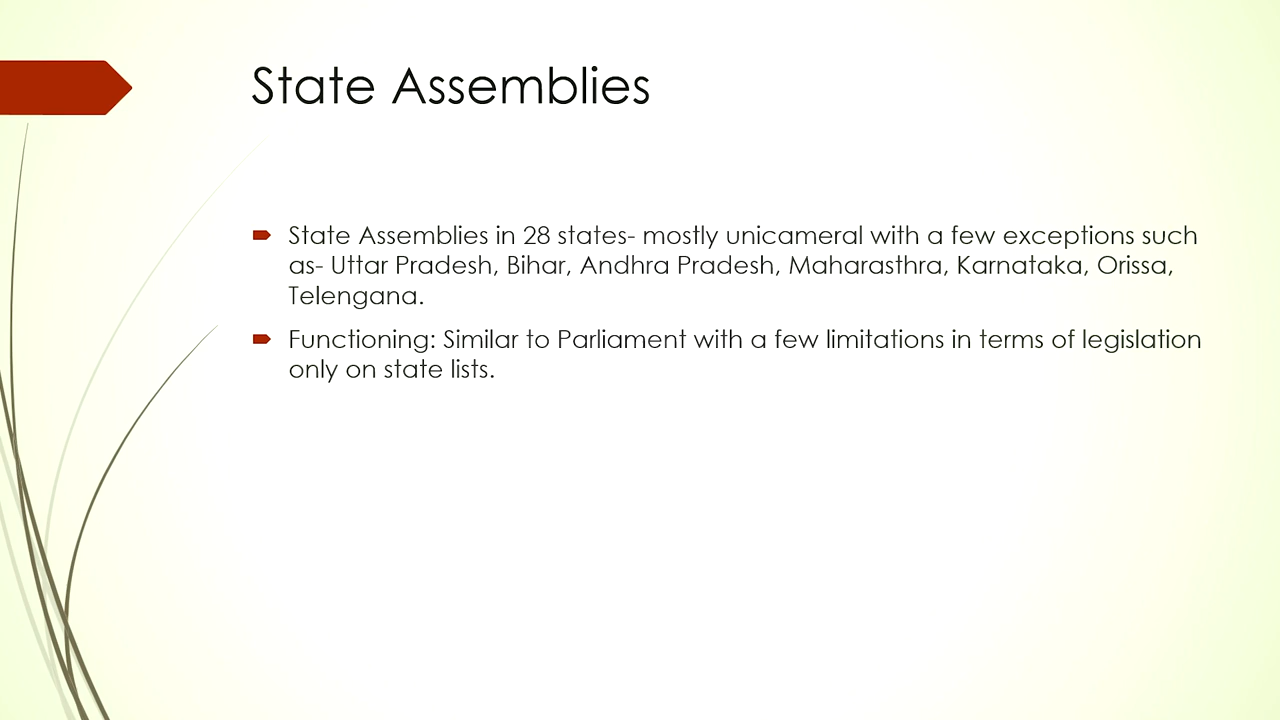 State Assemblies
State Assemblies in 28 states- mostly unicameral with a few exceptions such
as- Uttar Pradesh, Bihar, Andhra Pradesh, Maharasthra, Karnataka, Orissa,
Telengana.
Functioning: Similar to Parliament with a few limitations in terms of legislation
only on state lists.